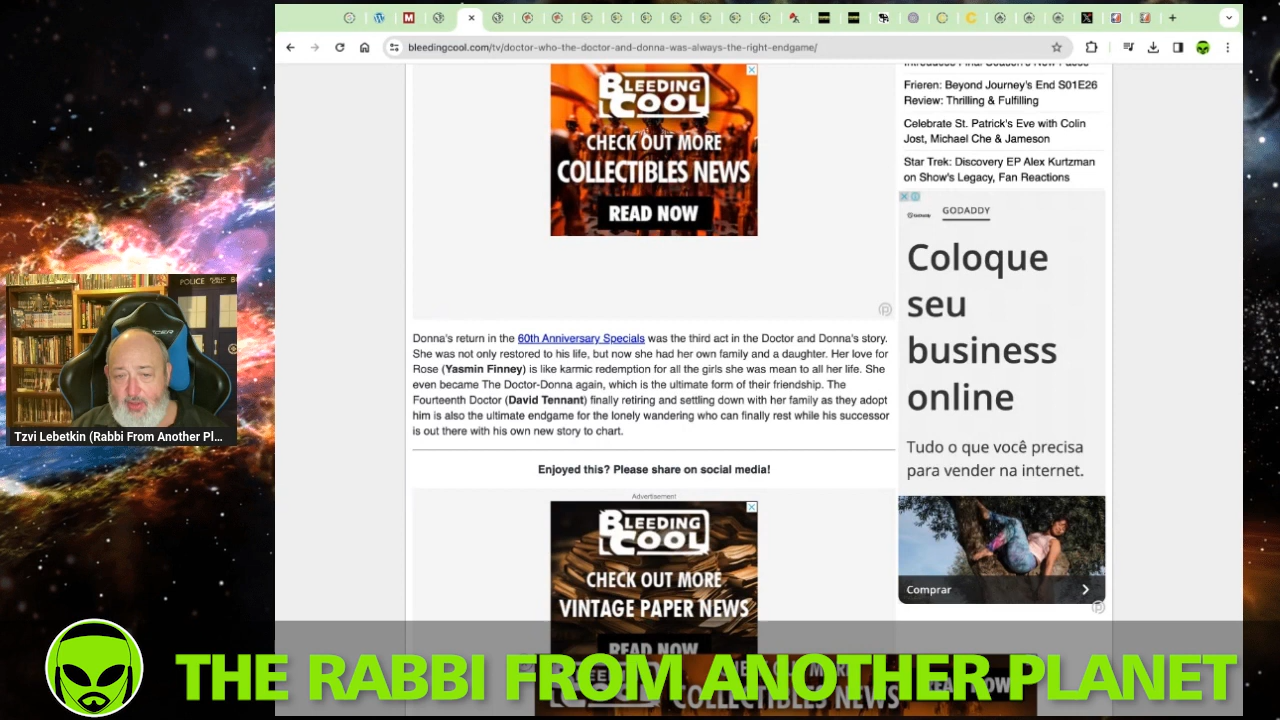 bleedingcool.com/tv/doctor-who-the-doctor-and-donna-was-always-the-right-endgame/
BLEEDING
COOL
CHECK OUT MORE
COLLECTIBLES NEWS
READ NOW
Introduces Final Season's New Faces
Frieren: Beyond Journey's End S01E26
Review: Thrilling & Fulfilling
Celebrate St. Patrick's Eve with Colin
Jost, Michael Che & Jameson
Star Trek: Discovery EP Alex Kurtzman
on Show's Legacy, Fan Reactions
GODADDY
Coloque
seu
business
online
Tudo o que você precisa
para vender na internet.
Comprar
Donna's return in the 60th Anniversary Specials was the third act in the Doctor and Donna's story.
She was not only restored to his life, but now she had her own family and a daughter. Her love for
Rose (Yasmin Finney) is like karmic redemption for all the girls she was mean to all her life. She
even became The Doctor-Donna again, which is the ultimate form of their friendship. The
Fourteenth Doctor (David Tennant) finally retiring and settling down with her family as they adopt
him is also the ultimate endgame for the lonely wandering who can finally rest while his successor
is out there with his own new story to chart.
Enjoyed this? Please share on social media!
Advertisement
BLEEDING
COOL
CHECK OUT MORE
VINTAGE PAPER NEWS
READ NOW
COLLECTIBLES NEWS
POLICE
Tzvi Lebetkin (Rabbi From Another Pl...
THE RABBI FROM ANOTHER PLANET